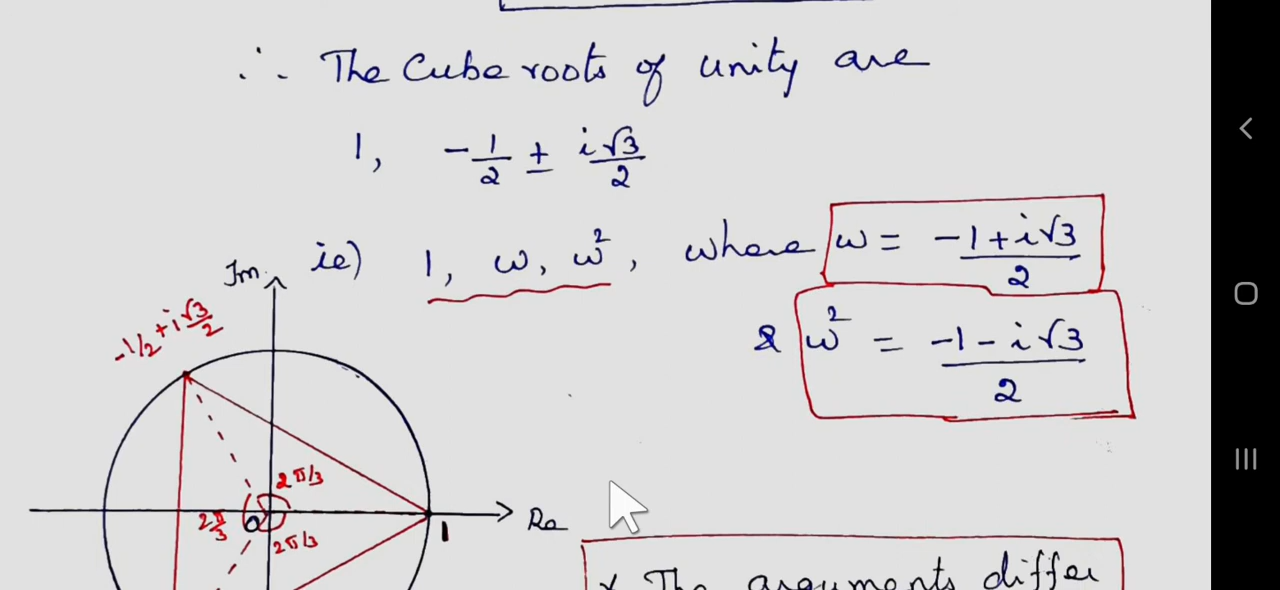 ∴ The Cube roots of unity are
1, -1/2 ± i√3/2
ie) 1, ω, ω², where ω = (-1+i√3)/2
& ω² = (-1-i√3)/2
Im
-1/2 + i√3/2
2π/3
2π/3
O
2π/3
Re
1
* The arguments differ